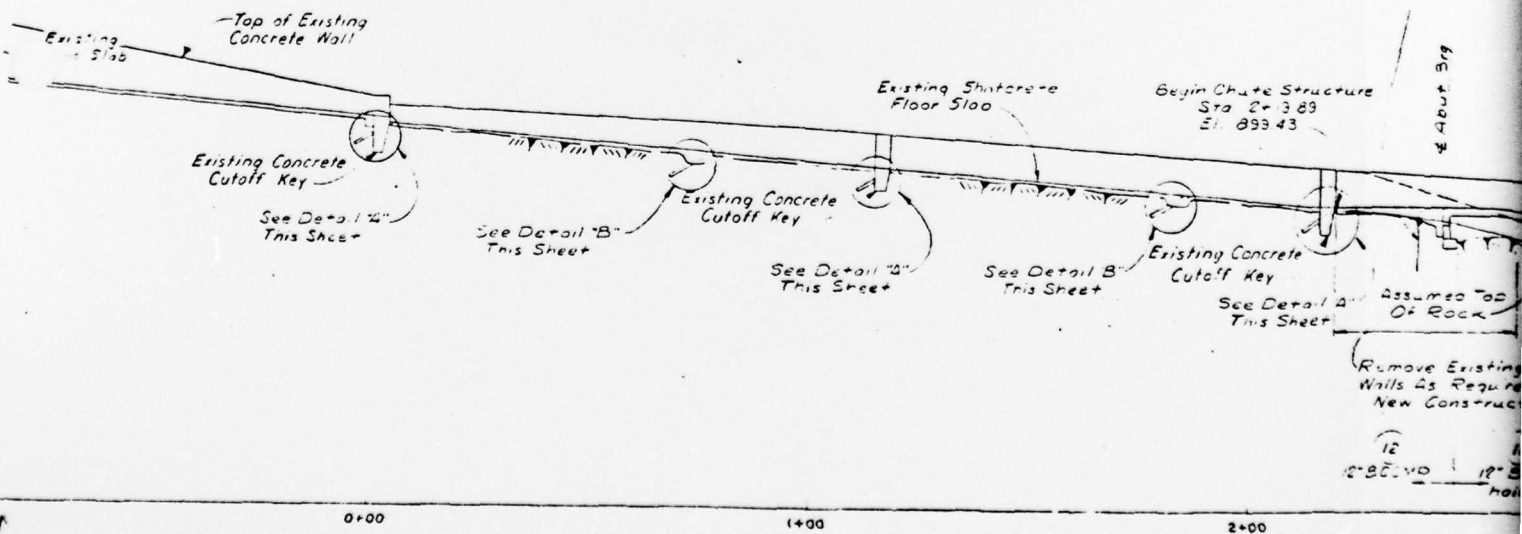 Top of Existing
Concrete Wall
Existing
Slab
Existing Concrete
Cutoff Key
See Detail "A"
This Sheet
See Detail "B"
This Sheet
Existing Concrete
Cutoff Key
Existing Shotcrete
Floor Slab
See Detail "A"
This Sheet
See Detail "B"
This Sheet
Begin Chute Structure
Sta 2+13.89
El. 899.43
℄ Abut Brg
Existing Concrete
Cutoff Key
See Detail "A"
This Sheet
Assumed Top
Of Rock
Remove Existing
Walls As Require
New Construct
12
12"
0+00
1+00
2+00